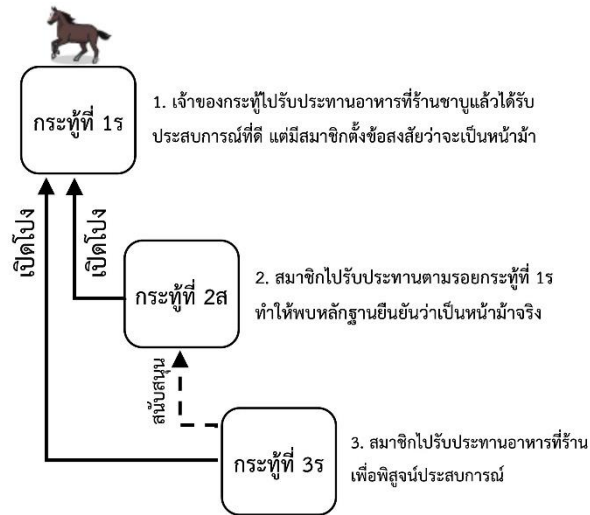 กระทู้ที่ 1ร
1. เจ้าของกระทู้ไปรับประทานอาหารที่ร้านชาบูแล้วได้รับ
ประสบการณ์ที่ดี แต่มีสมาชิกตั้งข้อสงสัยว่าจะเป็นหน้าม้า
เปิดโปง
เปิดโปง
กระทู้ที่ 2ส
2. สมาชิกไปรับประทานตามรอยกระทู้ที่ 1ร
ทำให้พบหลักฐานยืนยันว่าเป็นหน้าม้าจริง
สนับสนุน
กระทู้ที่ 3ร
3. สมาชิกไปรับประทานอาหารที่ร้าน
เพื่อพิสูจน์ประสบการณ์